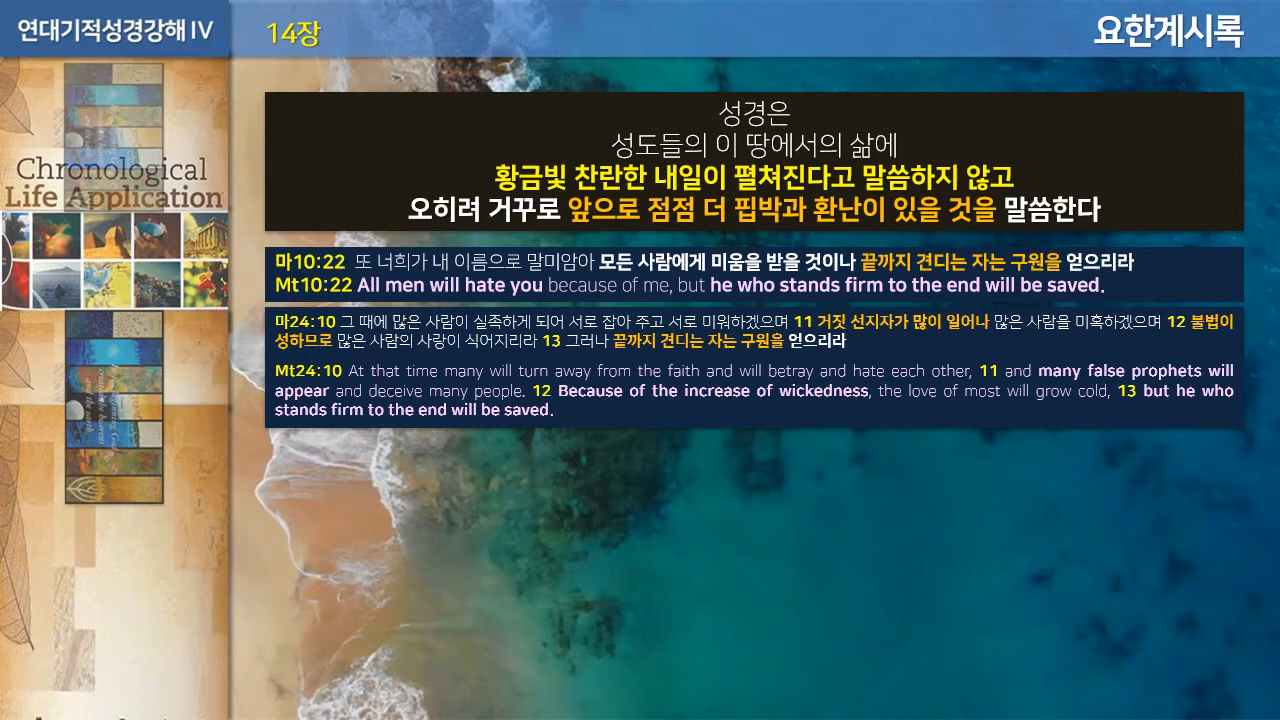 연대기적성경강해 IV
14장
요한계시록
Chronological
Life Application
성경은
성도들의 이 땅에서의 삶에
황금빛 찬란한 내일이 펼쳐진다고 말씀하지 않고
오히려 거꾸로 앞으로 점점 더 핍박과 환난이 있을 것을 말씀한다
마10:22 또 너희가 내 이름으로 말미암아 모든 사람에게 미움을 받을 것이나 끝까지 견디는 자는 구원을 얻으리라
Mt10:22 All men will hate you because of me, but he who stands firm to the end will be saved.
마24:10 그 때에 많은 사람이 실족하게 되어 서로 잡아 주고 서로 미워하겠으며 11 거짓 선지자가 많이 일어나 많은 사람을 미혹하겠으며 12 불법이
성하므로 많은 사람의 사랑이 식어지리라 13 그러나 끝까지 견디는 자는 구원을 얻으리라
Mt24:10 At that time many will turn away from the faith and will betray and hate each other, 11 and many false prophets will
appear and deceive many people. 12 Because of the increase of wickedness, the love of most will grow cold, 13 but he who
stands firm to the end will be saved.